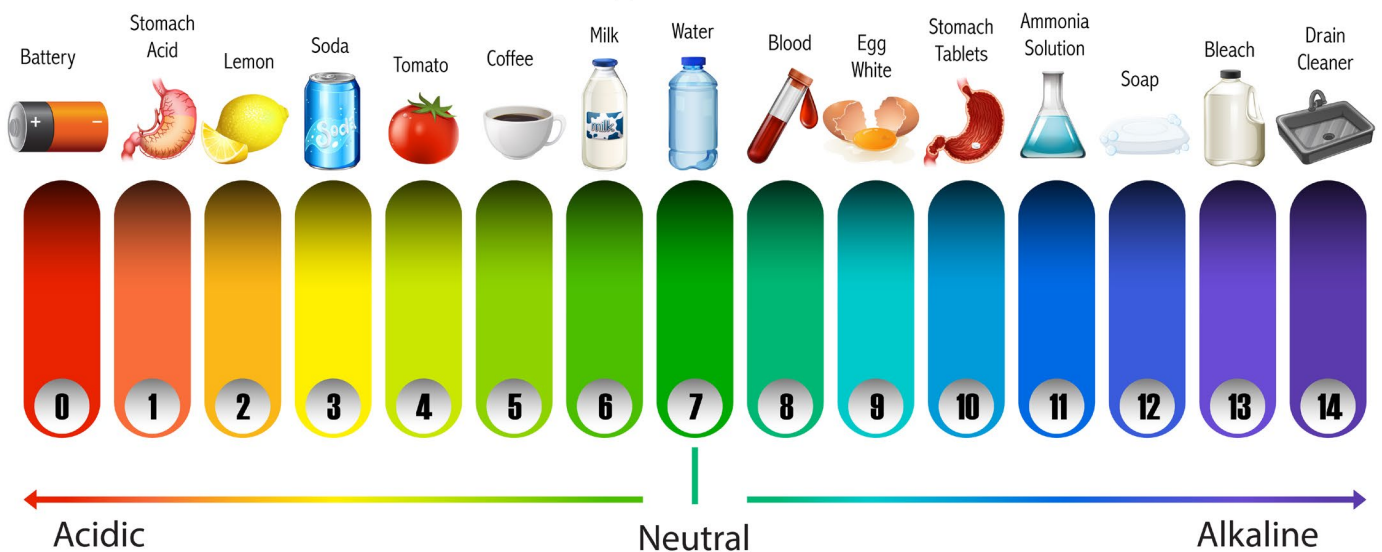 Battery
Stomach
Acid
Lemon
Soda
Tomato
Coffee
Milk
Water
Blood
Egg
White
Stomach
Tablets
Ammonia
Solution
Soap
Bleach
Drain
Cleaner
+ −
Soda
milk
0 1 2 3 4 5 6 7 8 9 10 11 12 13 14
Acidic
Neutral
Alkaline